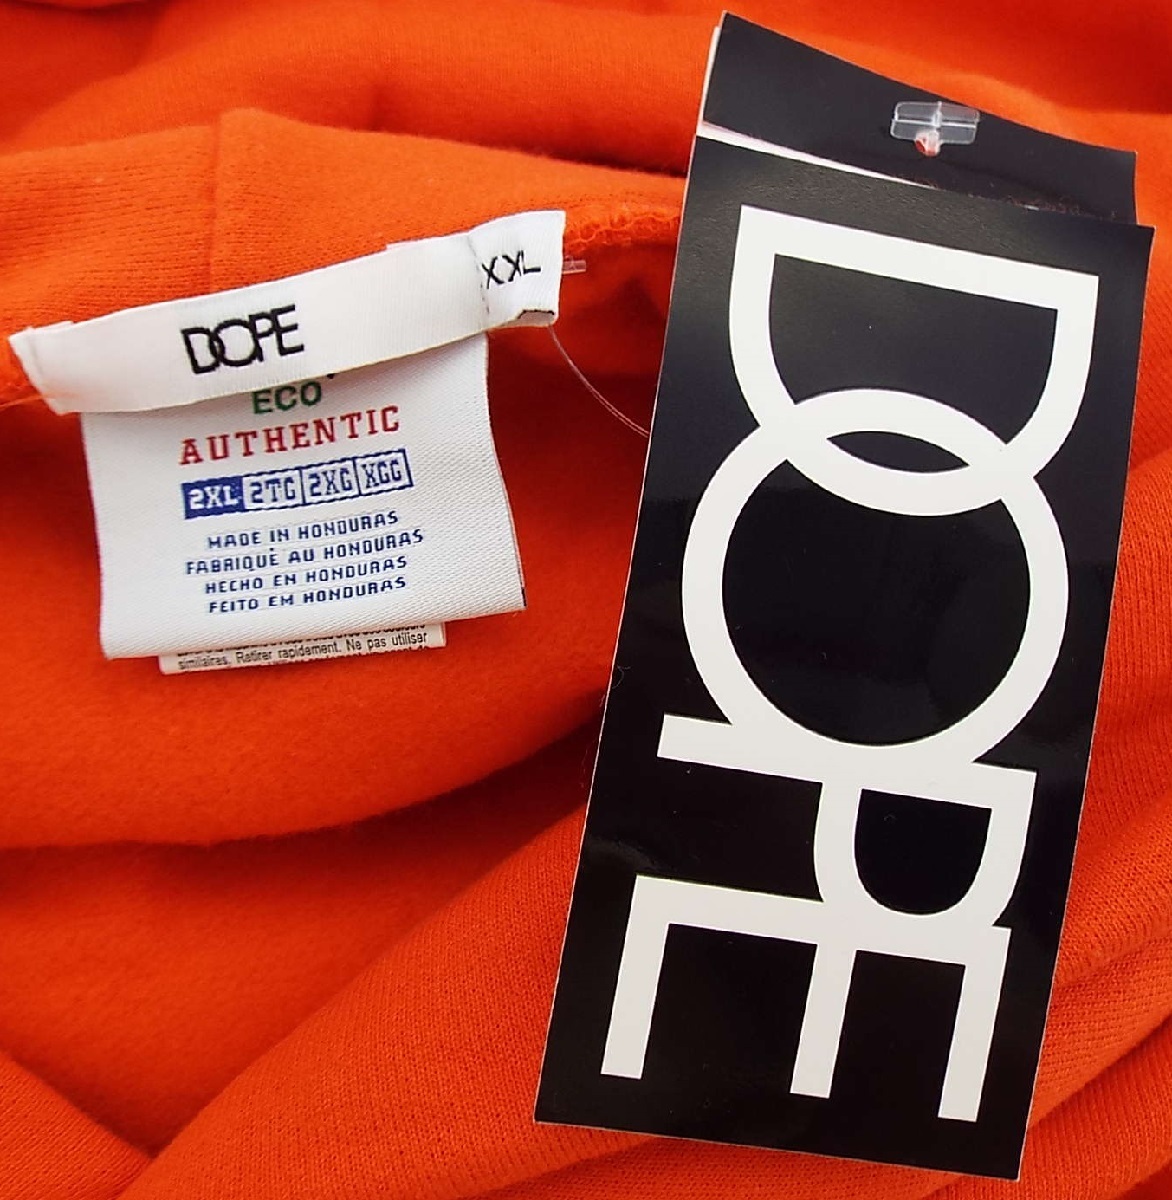 DOPE
XXL
ECO
AUTHENTIC
2XL 2TG 2XG XGG
MADE IN HONDURAS
FABRIQUÉ AU HONDURAS
HECHO EN HONDURAS
FEITO EM HONDURAS
similaires. Retirer rapidement. Ne pas utiliser
DOPE